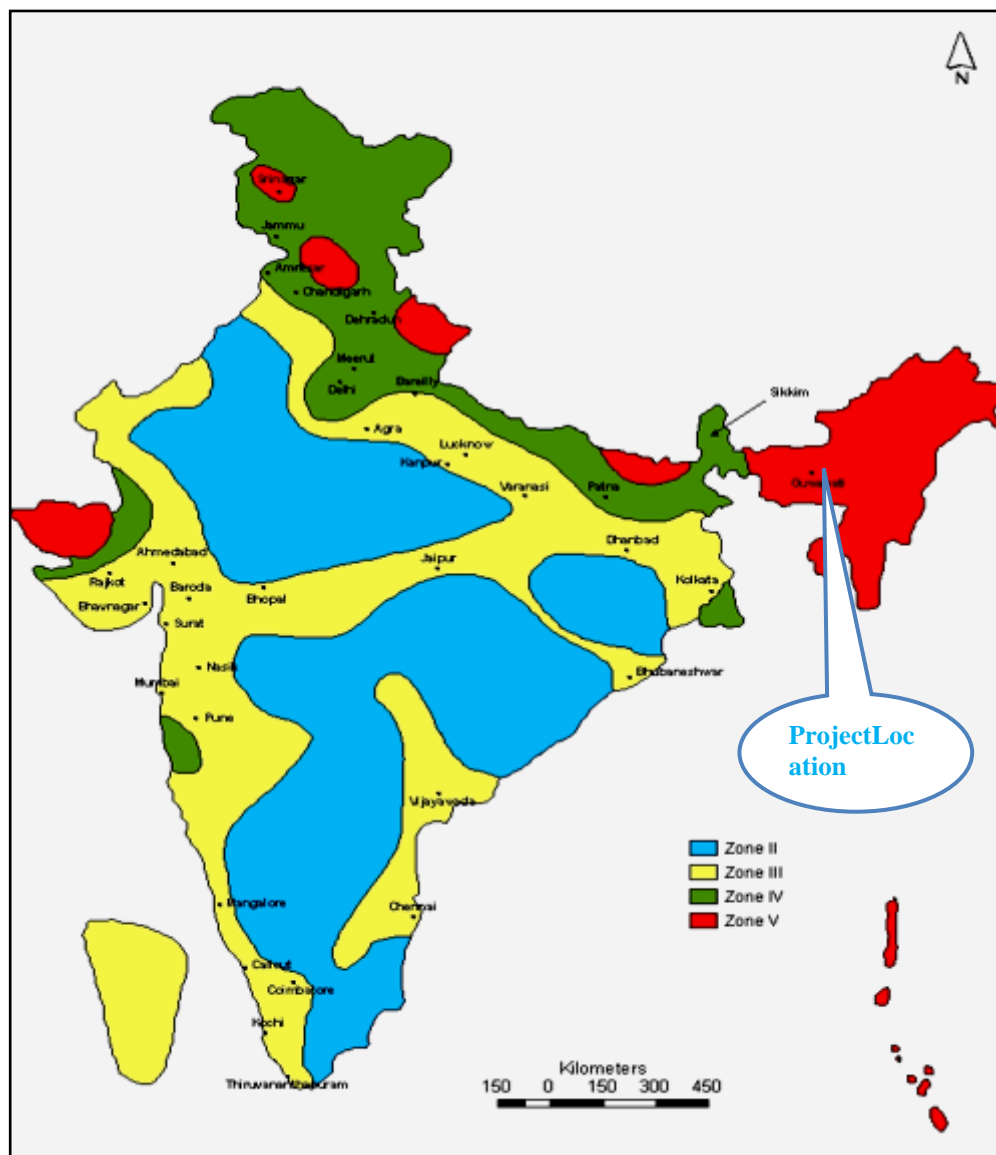 N
Srinagar
Jammu
Amritsar
Chandigarh
Dehradun
Meerut
Delhi
Bareilly
Sikkim
Agra
Lucknow
Kanpur
Guwahati
Varanasi
Patna
Ahmedabad
Dhanbad
Jaipur
Rajkot
Baroda
Bhopal
Kolkata
Bhavnagar
Surat
Nasik
Bhubaneshwar
Mumbai
Pune
ProjectLoc
ation
Vijayawada
Zone II
Zone III
Zone IV
Zone V
Mangalore
Chennai
Calicut
Coimbatore
Kochi
Thiruvananthapuram
Kilometers
150 0 150 300 450